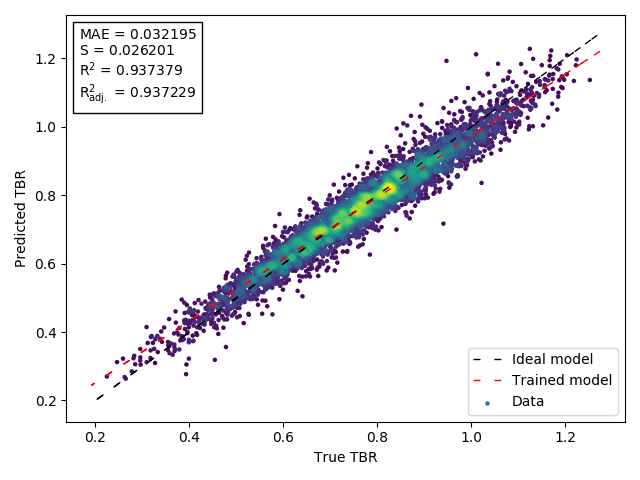 MAE = 0.032195
S = 0.026201
R² = 0.937379
R²adj. = 0.937229
1.2
1.0
0.8
0.6
0.4
0.2
Predicted TBR
Ideal model
Trained model
Data
0.2 0.4 0.6 0.8 1.0 1.2
True TBR